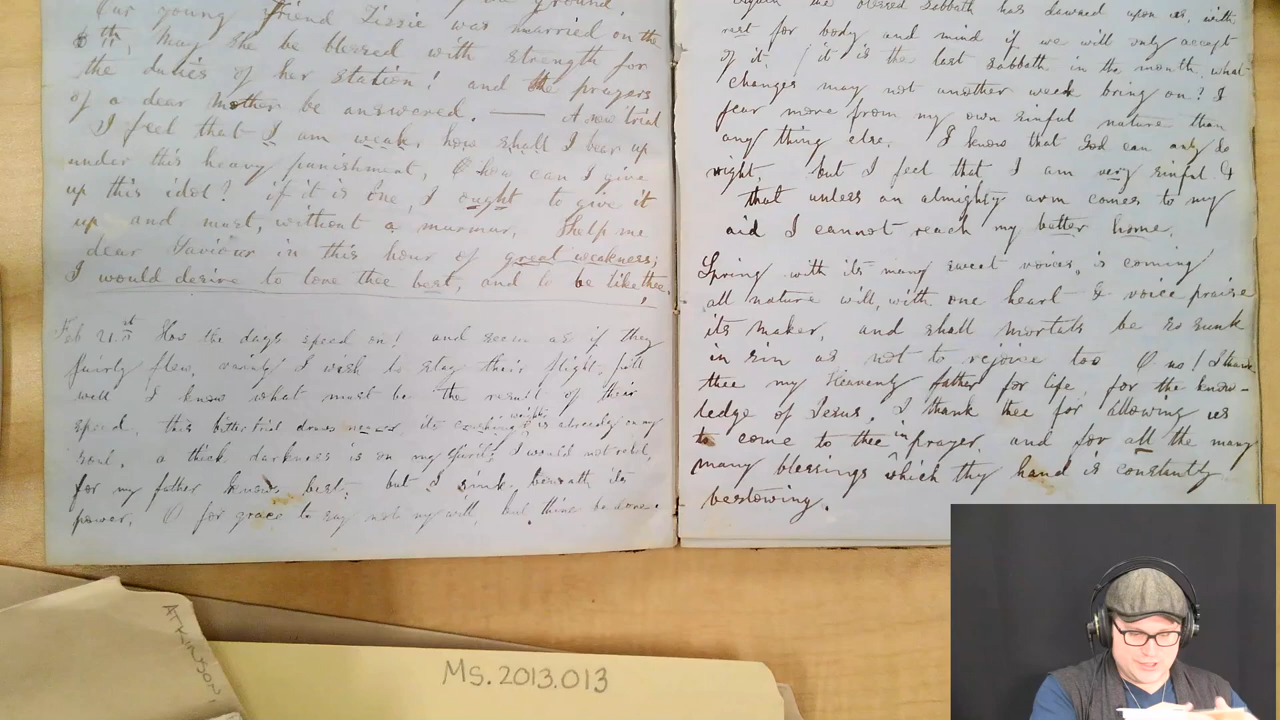 Our young friend Lissie was married on the
6th, May she be blessed with strength for
the duties of her station! and the prayers
of a dear Mother be answered. — A new trial
I feel that I am weak, how shall I bear up
under this heavy punishment, O how can I give
up this idol? if it is one, I ought to give it
up and must, without a murmur, help me
dear Saviour in this hour of great weakness;
I would desire to love thee best, and to be like thee.
Feb 21.st How the days speed on! and seem as if they
fairly flew, vainly I wish to stay their flight, full
well I know what must be the result of their
speed, this bitter trial draws nearer, its crushing weight is already on my
soul, a thick darkness is on my spirit, I would not rebel,
for my father knows best, but I sink beneath its
power, O for grace to say not my will, but thine be done.
Again the blessed Sabbath has dawned upon us, with
rest for body and mind if we will only accept
of it. it is the last Sabbath in the month, what
changes may not another week bring on? I
fear more from my own sinful nature than
any thing else. I know that God can only do
right, but I feel that I am very sinful &
that unless an almighty arm comes to my
aid I cannot reach my better home.
Spring with its many sweet voices, is coming
all nature will, with one heart & voice praise
its maker, and shall mortals be so sunk
in sin as not to rejoice too O no! I thank
thee my Heavenly father for life, for the know-
ledge of Jesus, I thank thee for allowing us
to come to thee in prayer, and for all the many
many blessings which thy hand is constantly
bestowing.
ATKINSON,
MS. 2013.013